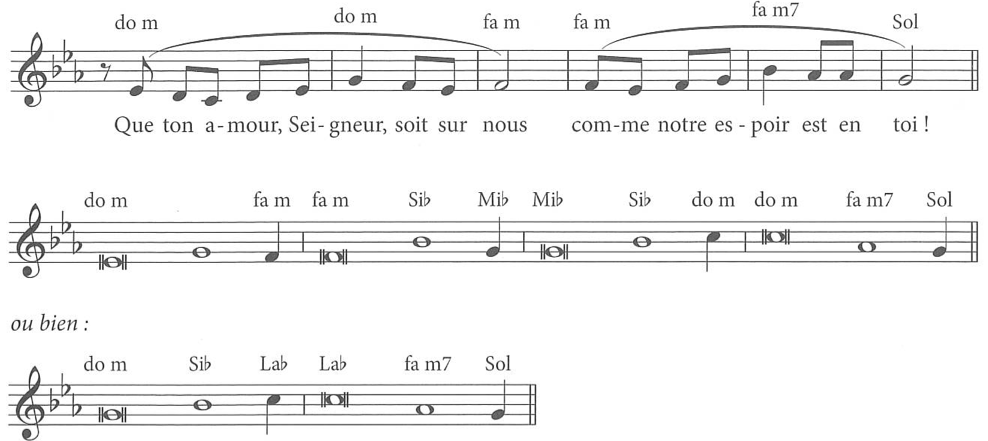 do m do m fa m fa m fa m7 Sol
Que ton a-mour, Sei-gneur, soit sur nous com-me notre es-poir est en toi !
do m fa m fa m Si♭ Mi♭ Mi♭ Si♭ do m do m fa m7 Sol
ou bien :
do m Si♭ La♭ La♭ fa m7 Sol